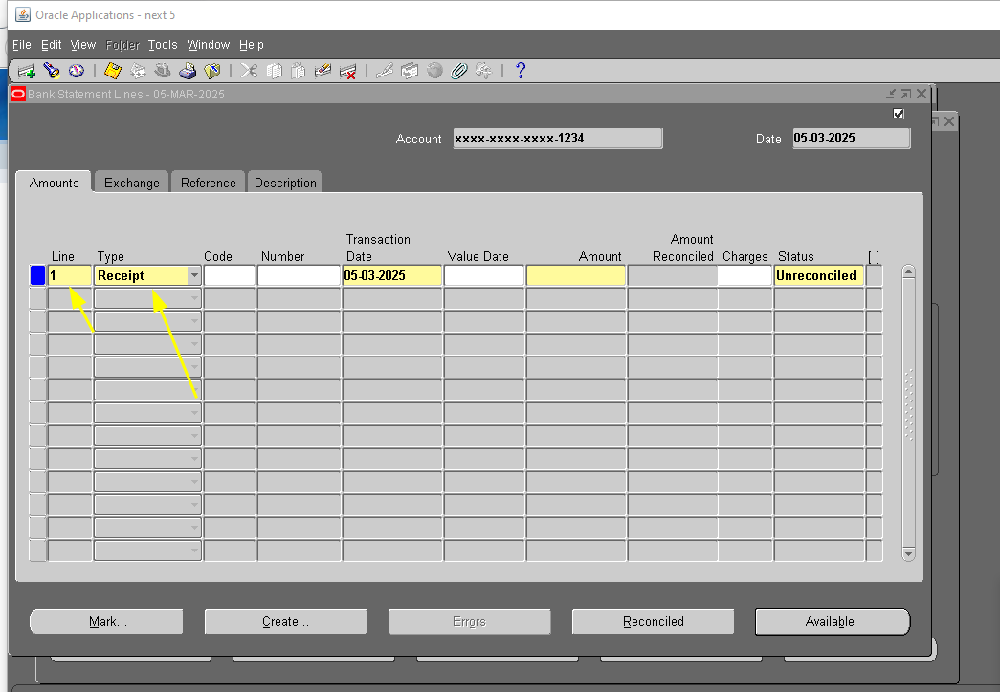 Oracle Applications - next 5
File Edit View Folder Tools Window Help
Bank Statement Lines - 05-MAR-2025
Account xxxx-xxxx-xxxx-1234 Date 05-03-2025
Amounts Exchange Reference Description
Transaction Amount
Line Type Code Number Date Value Date Amount Reconciled Charges Status [ ]
1 Receipt 05-03-2025 Unreconciled
Mark... Create... Errors Reconciled Available